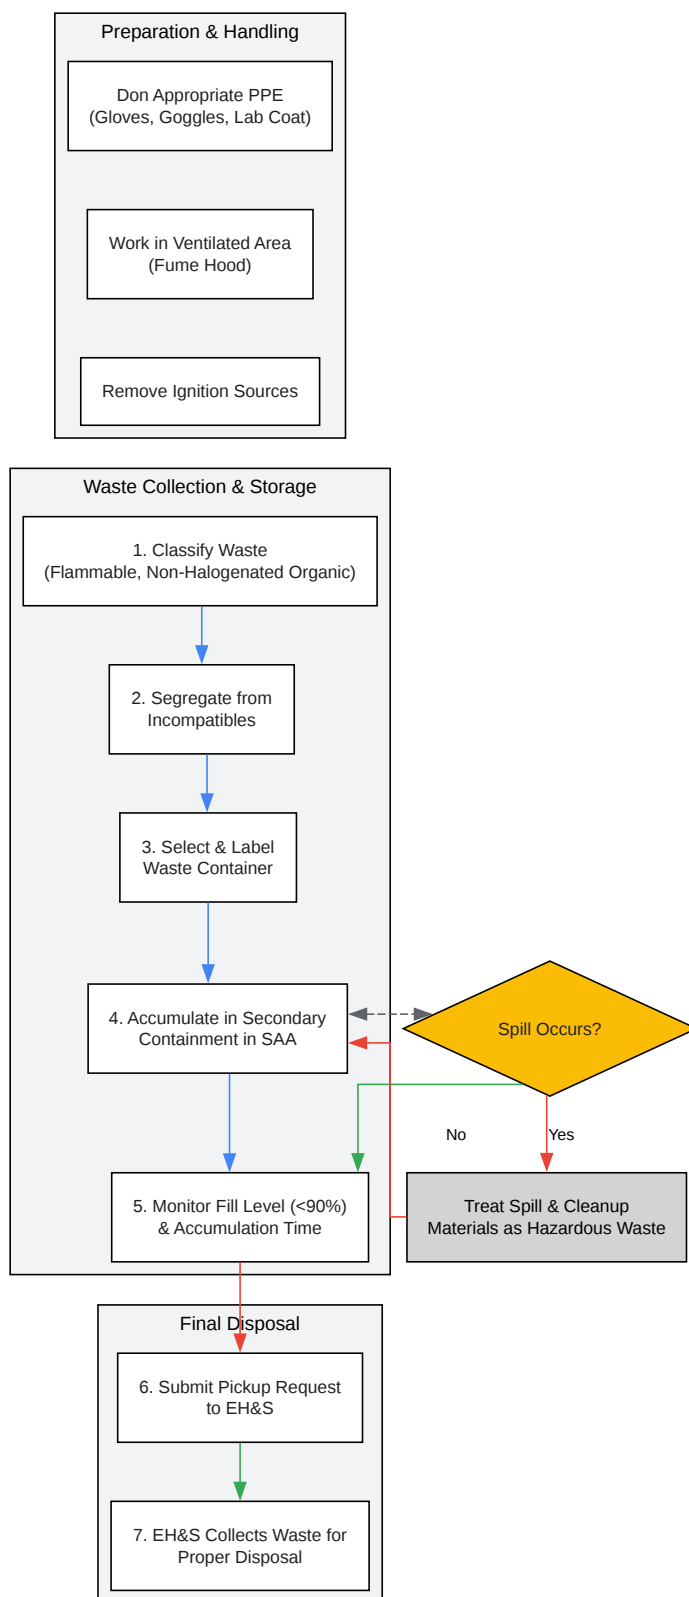 Preparation & Handling
Don Appropriate PPE
(Gloves, Goggles, Lab Coat)
Work in Ventilated Area
(Fume Hood)
Remove Ignition Sources
Waste Collection & Storage
1. Classify Waste
(Flammable, Non-Halogenated Organic)
2. Segregate from
Incompatibles
3. Select & Label
Waste Container
4. Accumulate in Secondary
Containment in SAA
Spill Occurs?
No
Yes
5. Monitor Fill Level (<90%)
& Accumulation Time
Treat Spill & Cleanup
Materials as Hazardous Waste
Final Disposal
6. Submit Pickup Request
to EH&S
7. EH&S Collects Waste for
Proper Disposal